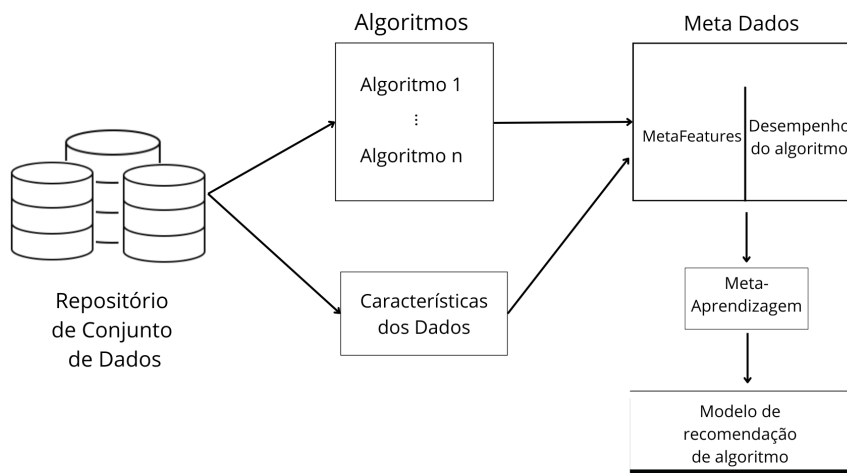 Algoritmos
Algoritmo 1
⋮
Algoritmo n
Meta Dados
MetaFeatures
Desempenho
do algoritmo
Repositório
de Conjunto
de Dados
Características
dos Dados
Meta-
Aprendizagem
Modelo de
recomendação
de algoritmo